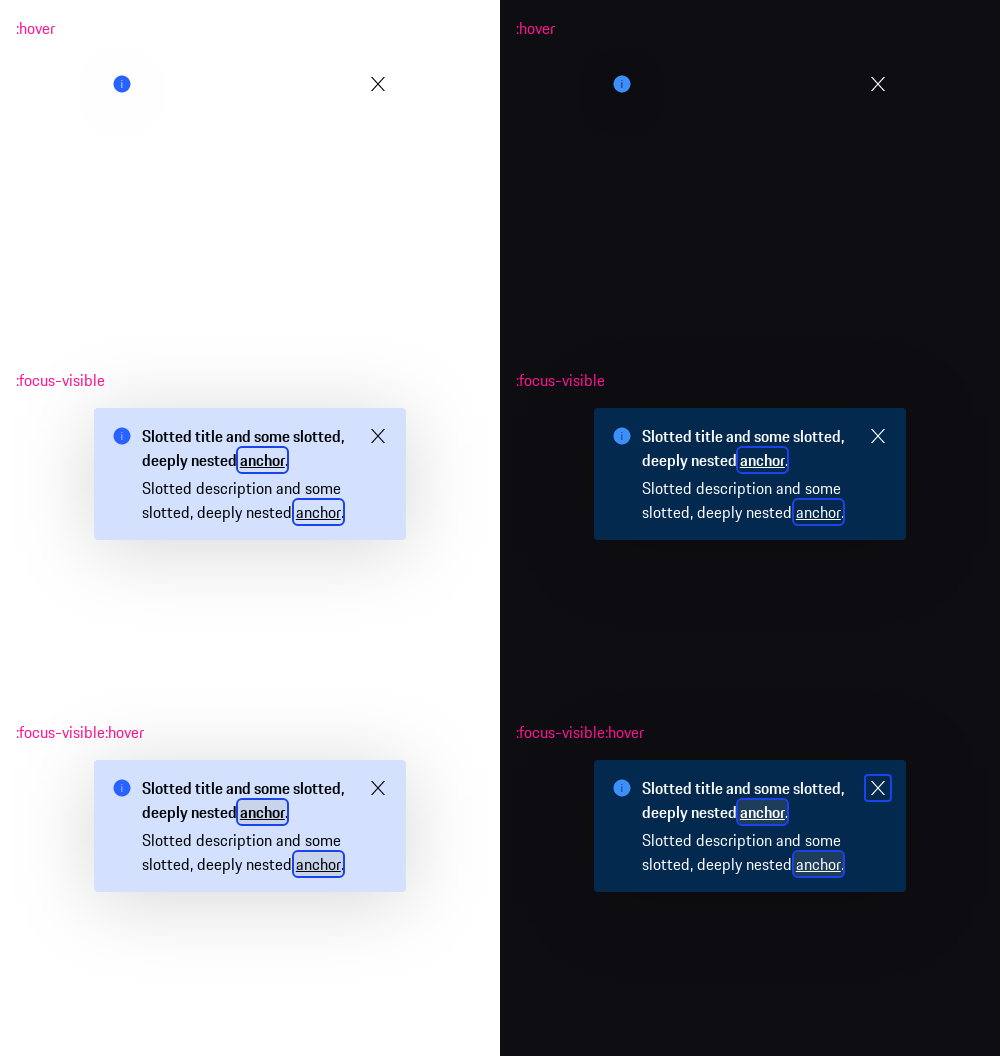 :hover
:hover
:focus-visible
Slotted title and some slotted,
deeply nested anchor.
Slotted description and some
slotted, deeply nested anchor.
:focus-visible
Slotted title and some slotted,
deeply nested anchor.
Slotted description and some
slotted, deeply nested anchor.
:focus-visible:hover
Slotted title and some slotted,
deeply nested anchor.
Slotted description and some
slotted, deeply nested anchor.
:focus-visible:hover
Slotted title and some slotted,
deeply nested anchor.
Slotted description and some
slotted, deeply nested anchor.